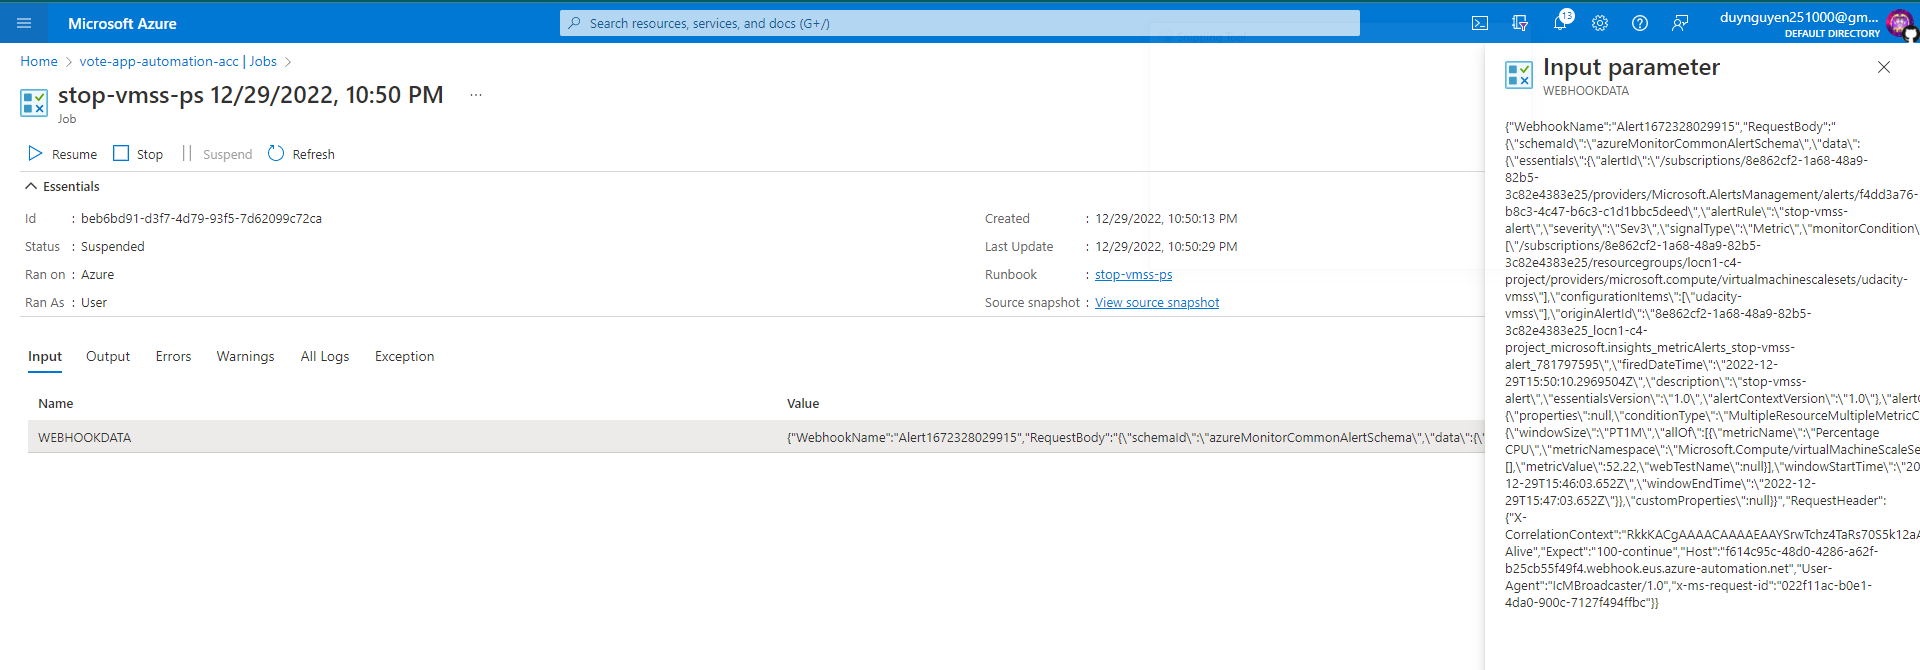 Microsoft Azure
Search resources, services, and docs (G+/)
13
duynguyen251000@gm...
DEFAULT DIRECTORY
Home > vote-app-automation-acc | Jobs >
stop-vmss-ps 12/29/2022, 10:50 PM ...
Job
Resume Stop Suspend Refresh
Essentials
Id : beb6bd91-d3f7-4d79-93f5-7d62099c72ca
Status : Suspended
Ran on : Azure
Ran As : User
Created : 12/29/2022, 10:50:13 PM
Last Update : 12/29/2022, 10:50:29 PM
Runbook : stop-vmss-ps
Source snapshot : View source snapshot
Input Output Errors Warnings All Logs Exception
Name Value
WEBHOOKDATA {"WebhookName":"Alert1672328029915","RequestBody":"{\"schemaId\":\"azureMonitorCommonAlertSchema\",\"data\":{\"
Input parameter
WEBHOOKDATA
{"WebhookName":"Alert1672328029915","RequestBody":"
{\"schemaId\":\"azureMonitorCommonAlertSchema\",\"data\":
{\"essentials\":{\"alertId\":\"/subscriptions/8e862cf2-1a68-48a9-
82b5-
3c82e4383e25/providers/Microsoft.AlertsManagement/alerts/f4dd3a76-
b8c3-4c47-b6c3-c1d1bbc5deed\",\"alertRule\":\"stop-vmss-
alert\",\"severity\":\"Sev3\",\"signalType\":\"Metric\",\"monitorCondition\
[\"/subscriptions/8e862cf2-1a68-48a9-82b5-
3c82e4383e25/resourcegroups/locn1-c4-
project/providers/microsoft.compute/virtualmachinescalesets/udacity-
vmss\"],\"configurationItems\":[\"udacity-
vmss\"],\"originAlertId\":\"8e862cf2-1a68-48a9-82b5-
3c82e4383e25_locn1-c4-
project_microsoft.insights_metricAlerts_stop-vmss-
alert_781797595\",\"firedDateTime\":\"2022-12-
29T15:50:10.2969504Z\",\"description\":\"stop-vmss-
alert\",\"essentialsVersion\":\"1.0\",\"alertContextVersion\":\"1.0\"},\"alertC
{\"properties\":null,\"conditionType\":\"MultipleResourceMultipleMetricC
{\"windowSize\":\"PT1M\",\"allOf\":[{\"metricName\":\"Percentage
CPU\",\"metricNamespace\":\"Microsoft.Compute/virtualMachineScaleSe
[],\"metricValue\":52.22,\"webTestName\":null}],\"windowStartTime\":\"20
12-29T15:46:03.652Z\",\"windowEndTime\":\"2022-12-
29T15:47:03.652Z\"}},\"customProperties\":null}}","RequestHeader":
{"X-
CorrelationContext":"RkkKACgAAAACAAAAEAAYSrwTchz4TaRs70S5k12aA
Alive","Expect":"100-continue","Host":"f614c95c-48d0-4286-a62f-
b25cb55f49f4.webhook.eus.azure-automation.net","User-
Agent":"IcMBroadcaster/1.0","x-ms-request-id":"022f11ac-b0e1-
4da0-900c-7127f494ffbc"}}